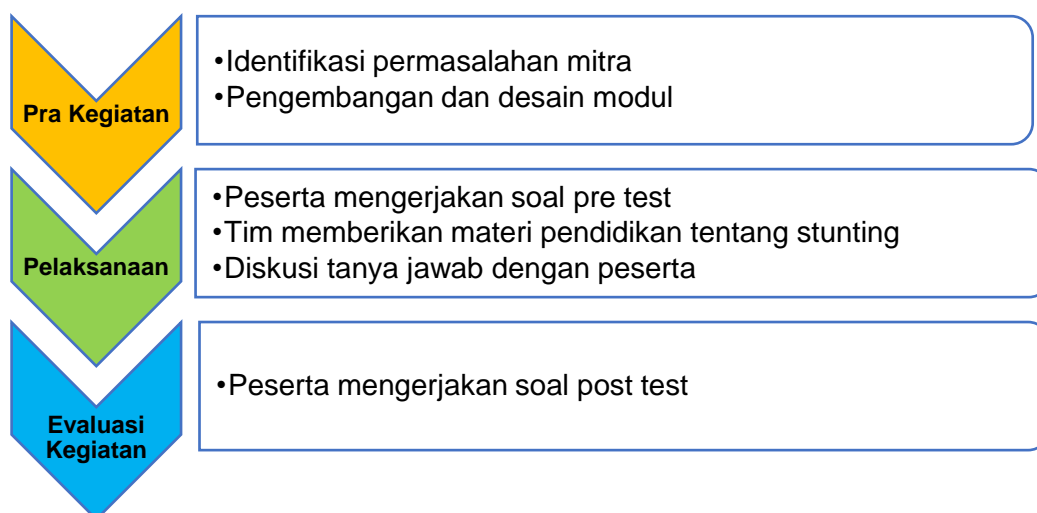 Pra Kegiatan
•Identifikasi permasalahan mitra
•Pengembangan dan desain modul
Pelaksanaan
•Peserta mengerjakan soal pre test
•Tim memberikan materi pendidikan tentang stunting
•Diskusi tanya jawab dengan peserta
Evaluasi
Kegiatan
•Peserta mengerjakan soal post test